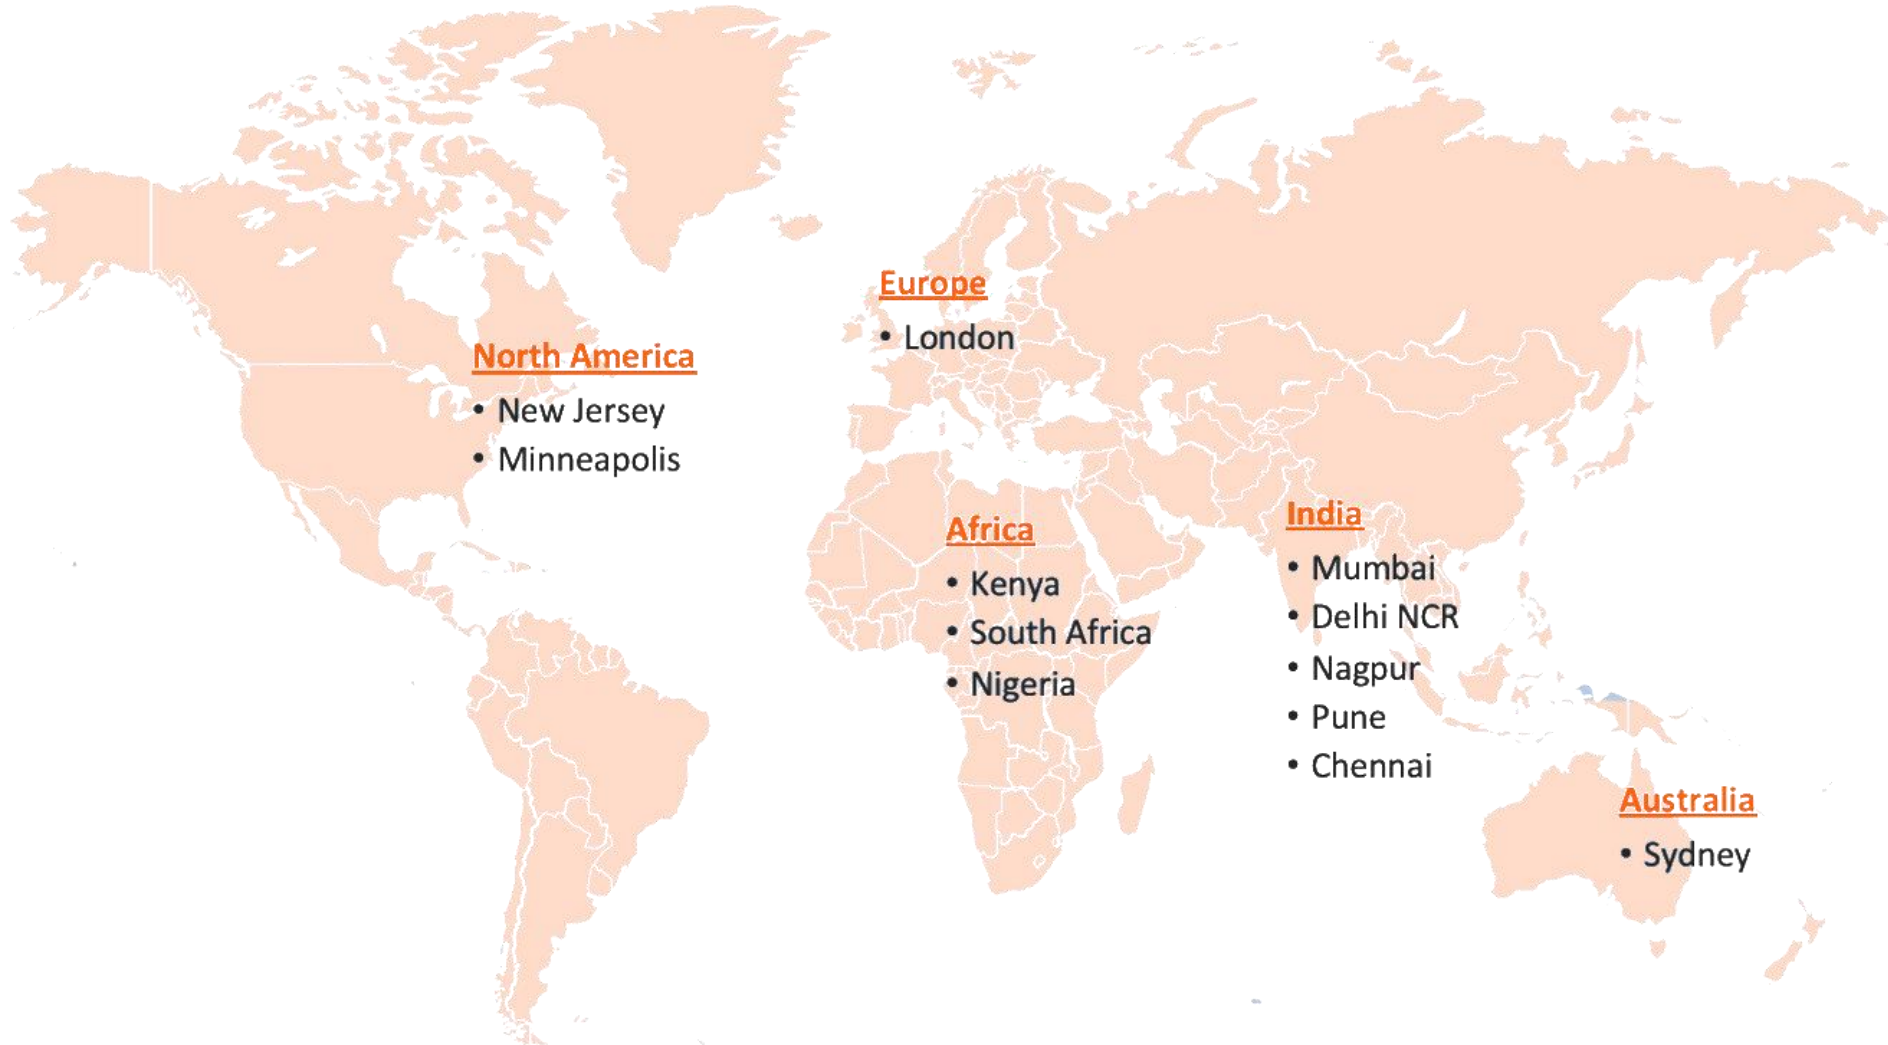 Europe
• London
North America
• New Jersey
• Minneapolis
Africa
• Kenya
• South Africa
• Nigeria
India
• Mumbai
• Delhi NCR
• Nagpur
• Pune
• Chennai
Australia
• Sydney